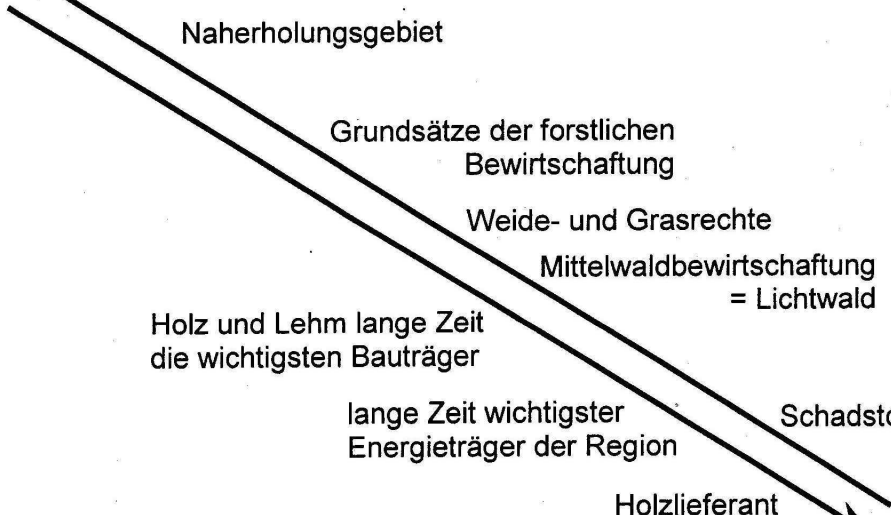 Naherholungsgebiet
Grundsätze der forstlichen
Bewirtschaftung
Weide- und Grasrechte
Mittelwaldbewirtschaftung
= Lichtwald
Holz und Lehm lange Zeit
die wichtigsten Bauträger
lange Zeit wichtigster
Energieträger der Region
Holzlieferant